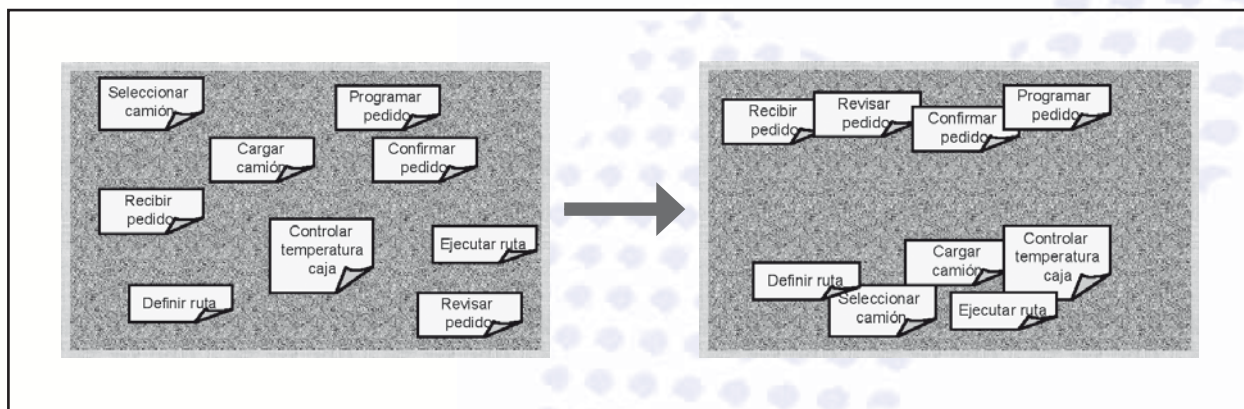 Seleccionar
camión
Programar
pedido
Cargar
camión
Confirmar
pedido
Recibir
pedido
Controlar
temperatura
caja
Ejecutar ruta
Definir ruta
Revisar
pedido
Recibir
pedido
Revisar
pedido
Confirmar
pedido
Programar
pedido
Cargar
camión
Controlar
temperatura
caja
Definir ruta
Seleccionar
camión
Ejecutar ruta